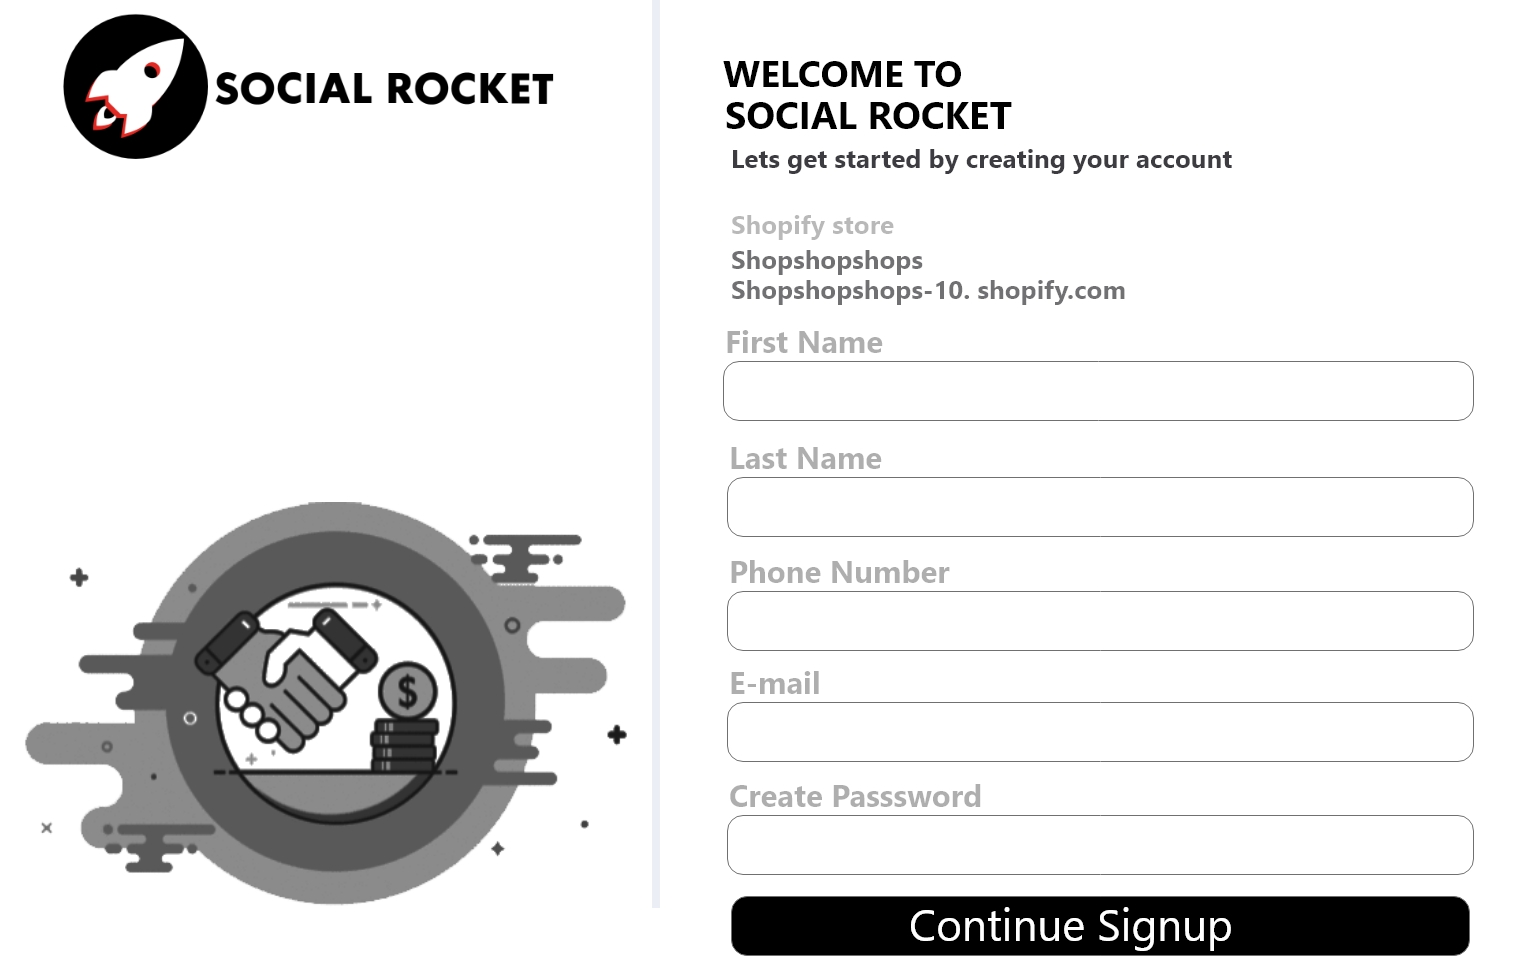 SOCIAL ROCKET
WELCOME TO
SOCIAL ROCKET
Lets get started by creating your account
Shopify store
Shopshopshops
Shopshopshops-10. shopify.com
First Name
Last Name
Phone Number
E-mail
Create Passsword
Continue Signup
$